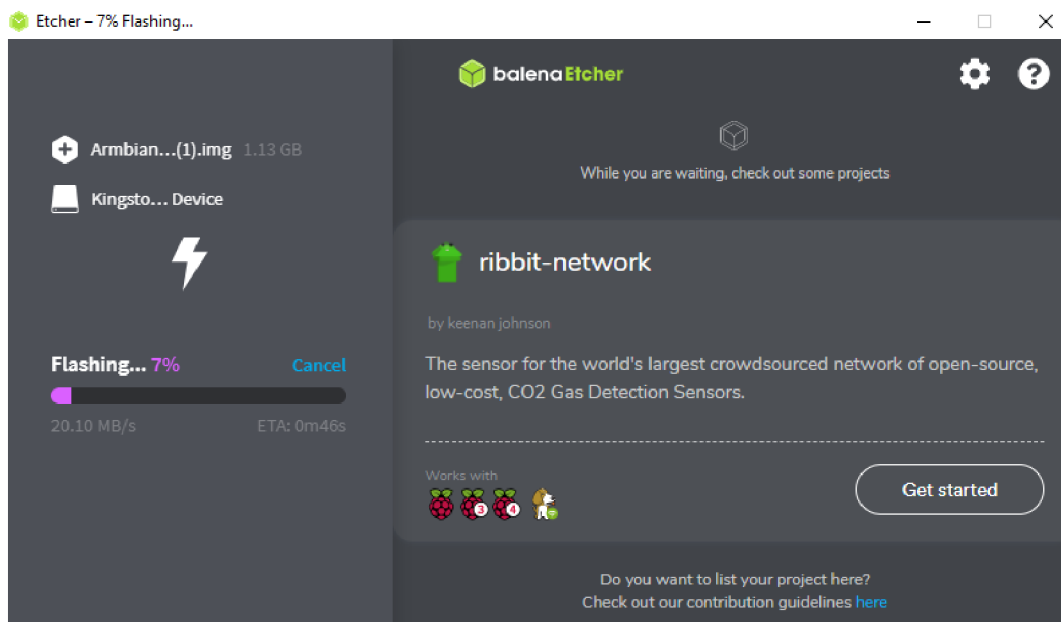 Etcher – 7% Flashing...
balenaEtcher
Armbian...(1).img 1.13 GB
Kingsto... Device
Flashing... 7% Cancel
20.10 MB/s ETA: 0m46s
While you are waiting, check out some projects
ribbit-network
by keenan johnson
The sensor for the world's largest crowdsourced network of open-source,
low-cost, CO2 Gas Detection Sensors.
Works with
3 4
Get started
Do you want to list your project here?
Check out our contribution guidelines here